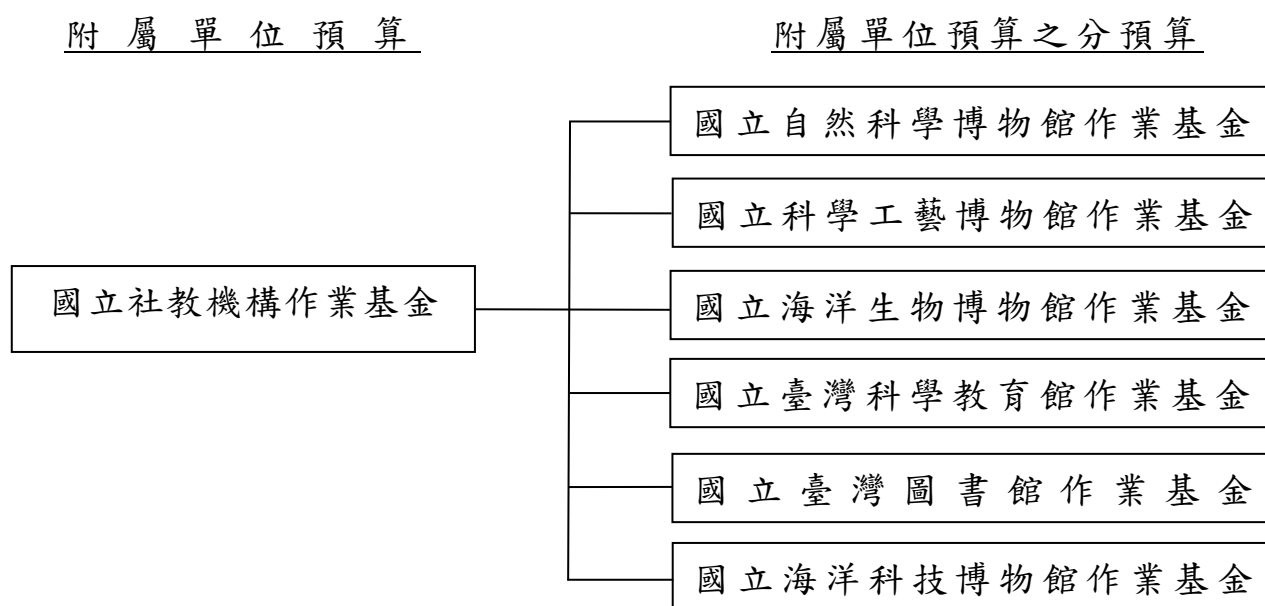 附屬單位預算
附屬單位預算之分預算
國立社教機構作業基金
國立自然科學博物館作業基金
國立科學工藝博物館作業基金
國立海洋生物博物館作業基金
國立臺灣科學教育館作業基金
國立臺灣圖書館作業基金
國立海洋科技博物館作業基金